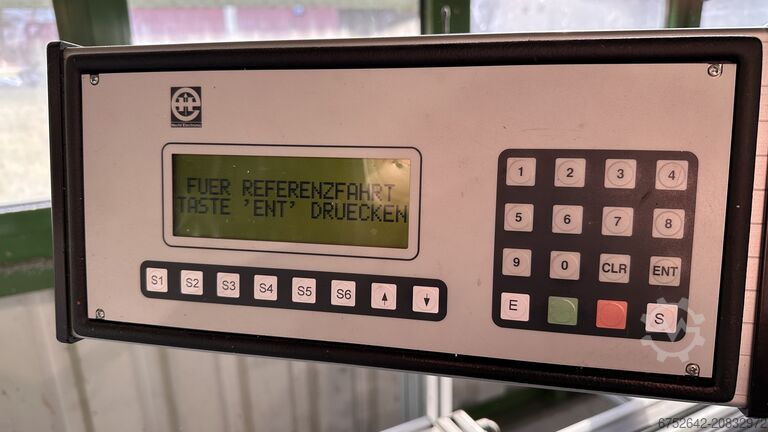 FUER REFERENZFAHRT
TASTE 'ENT' DRUECKEN
S1 S2 S3 S4 S5 S6
1 2 3 4
5 6 7 8
9 0 CLR ENT
E S
6752642-20832972